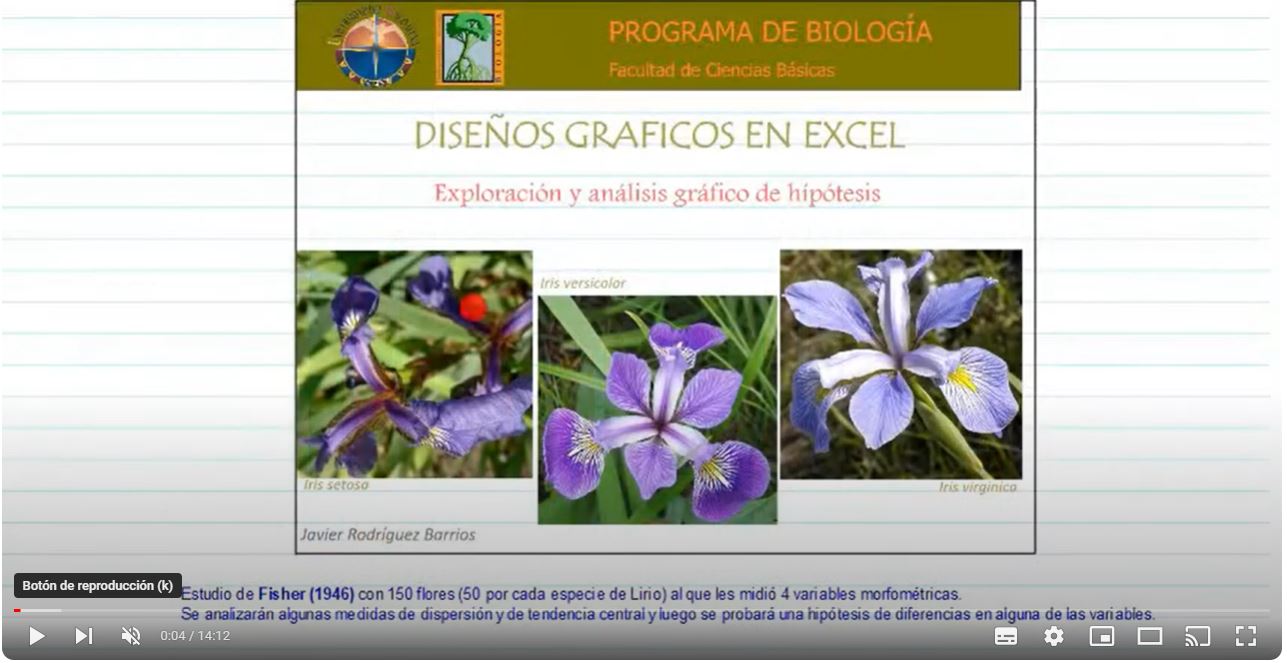 PROGRAMA DE BIOLOGÍA
Facultad de Ciencias Básicas
BIOLOGÍA
DISEÑOS GRAFICOS EN EXCEL
Exploración y análisis gráfico de hipótesis
Iris versicolor
Iris setosa
Iris virginica
Javier Rodríguez Barrios
Botón de reproducción (k)
Estudio de Fisher (1946) con 150 flores (50 por cada especie de Lirio) al que les midió 4 variables morfométricas.
Se analizarán algunas medidas de dispersión y de tendencia central y luego se probará una hipótesis de diferencias en alguna de las variables.
0:04 / 14:12